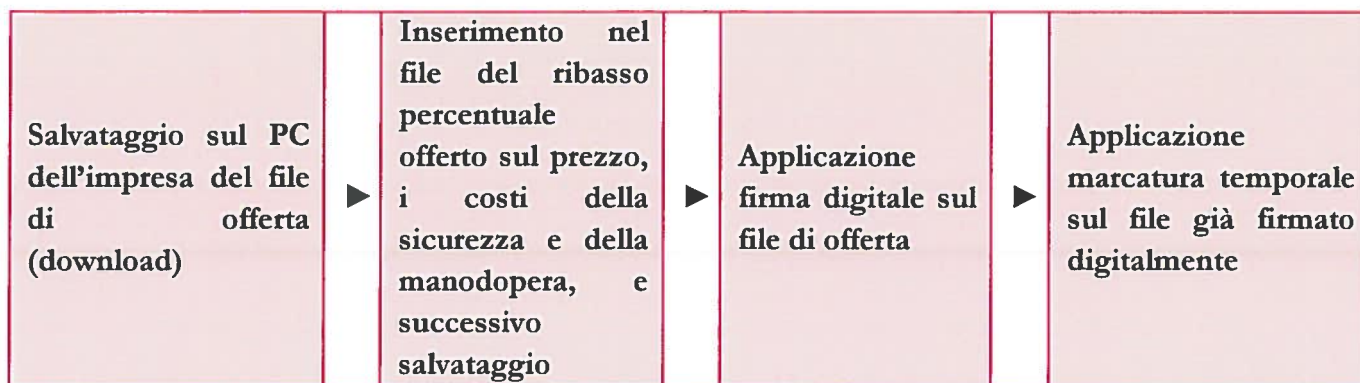 Salvataggio sul PC
dell'impresa del file
di offerta
(download)
Inserimento nel
file del ribasso
percentuale
offerto sul prezzo,
i costi della
sicurezza e della
manodopera, e
successivo
salvataggio
Applicazione
firma digitale sul
file di offerta
Applicazione
marcatura temporale
sul file già firmato
digitalmente